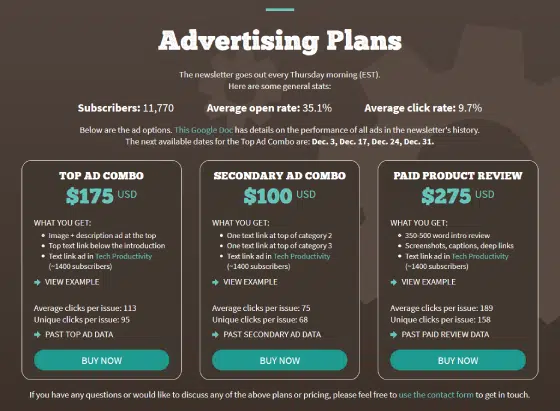 Advertising Plans
The newsletter goes out every Thursday morning (EST).
Here are some general stats:
Subscribers: 11,770 Average open rate: 35.1% Average click rate: 9.7%
Below are the ad options. This Google Doc has details on the performance of all ads in the newsletter's history.
The next available dates for the Top Ad Combo are: Dec. 3, Dec. 17, Dec. 24, Dec. 31.
TOP AD COMBO
$175 USD
WHAT YOU GET:
• Image + description ad at the top
• Top text link below the introduction
• Text link ad in Tech Productivity
(~1400 subscribers)
VIEW EXAMPLE
Average clicks per issue: 113
Unique clicks per issue: 95
PAST TOP AD DATA
BUY NOW
SECONDARY AD COMBO
$100 USD
WHAT YOU GET:
• One text link at top of category 2
• One text link at top of category 3
• Text link ad in Tech Productivity
(~1400 subscribers)
VIEW EXAMPLE
Average clicks per issue: 75
Unique clicks per issue: 68
PAST SECONDARY AD DATA
BUY NOW
PAID PRODUCT REVIEW
$275 USD
WHAT YOU GET:
• 350-500 word intro review
• Screenshots, captions, deep links
• Text link ad in Tech Productivity
(~1400 subscribers)
VIEW EXAMPLE
Average clicks per issue: 189
Unique clicks per issue: 158
PAST PAID REVIEW DATA
BUY NOW
If you have any questions or would like to discuss any of the above plans or pricing, please feel free to use the contact form to get in touch.